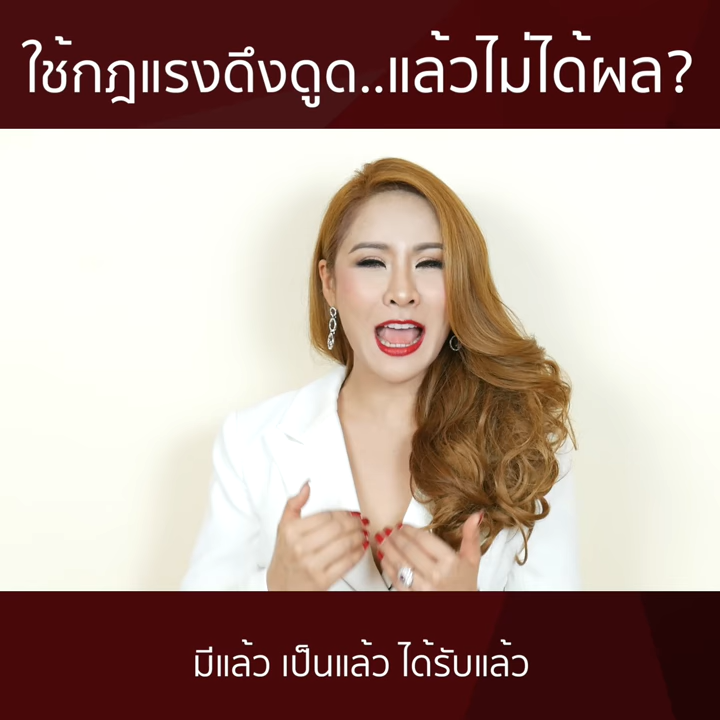 ใช้กฎแรงดึงดูด..แล้วไม่ได้ผล?
มีแล้ว เป็นแล้ว ได้รับแล้ว